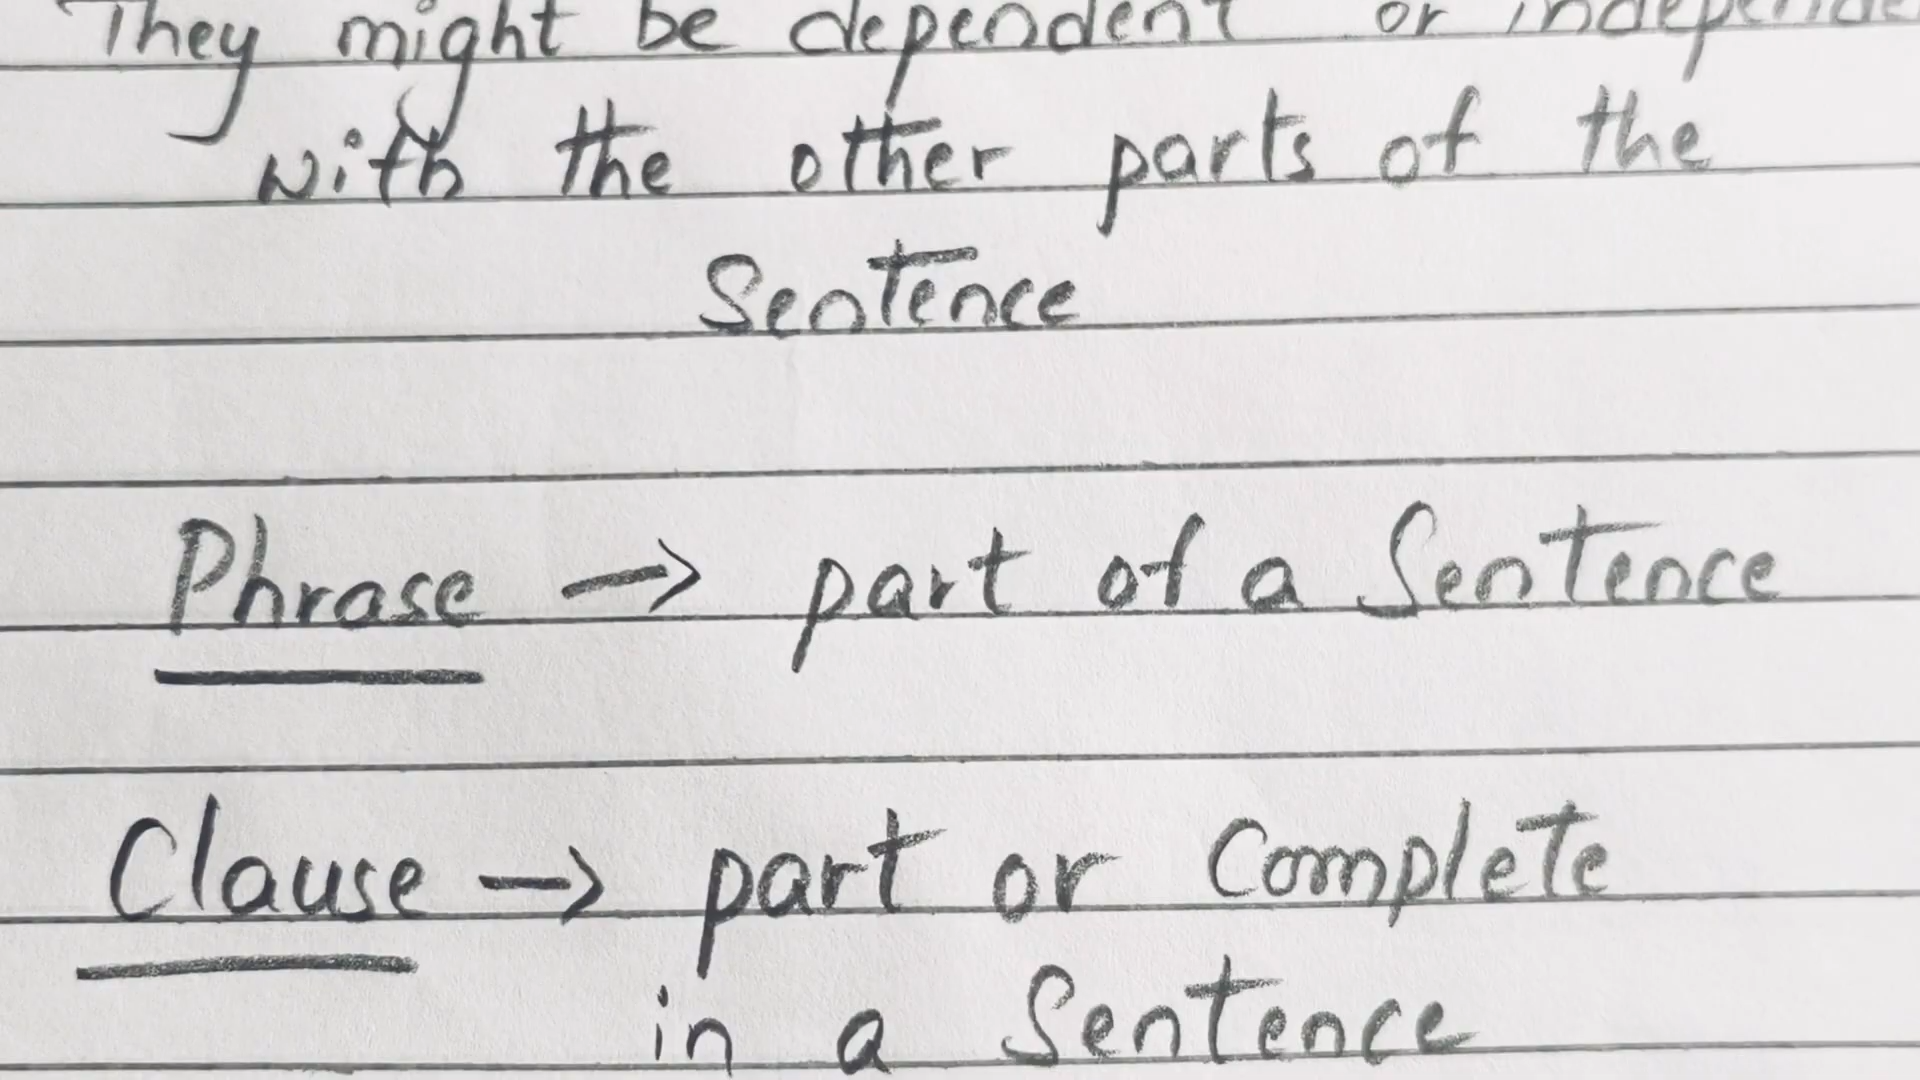 They might be dependent or independe
with the other parts of the
Sentence
Phrase -> part of a Sentence
Clause -> part or Complete
in a Sentence